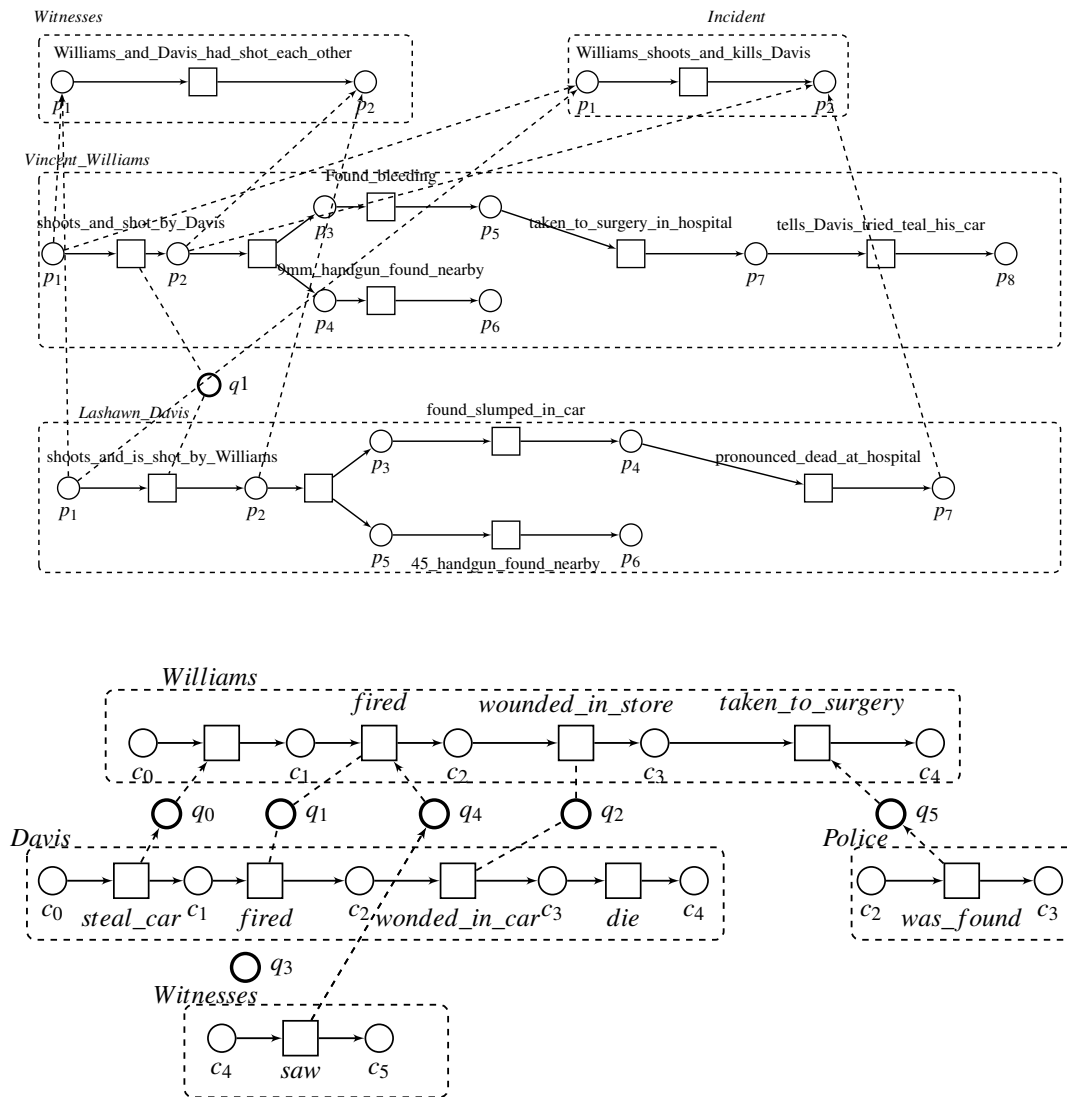 Witnesses
Incident
Williams_and_Davis_had_shot_each_other
Williams_shoots_and_kills_Davis
p1
p2
p1
p2
Vincent_Williams
Found_bleeding
shoots_and_shot_by_Davis
p3
p5
taken_to_surgery_in_hospital
tells_Davis_tried_teal_his_car
p1
p2
9mm_handgun_found_nearby
p7
p8
p4
p6
q1
Lashawn_Davis
found_slumped_in_car
shoots_and_is_shot_by_Williams
p3
p4
pronounced_dead_at_hospital
p1
p2
p7
p5
p6
45_handgun_found_nearby
Williams
fired
wounded_in_store
taken_to_surgery
c0
c1
c2
c3
c4
q0
q1
q4
q2
q5
Davis
Police
c0
steal_car
c1
fired
c2
wonded_in_car
c3
die
c4
c2
was_found
c3
q3
Witnesses
c4
saw
c5